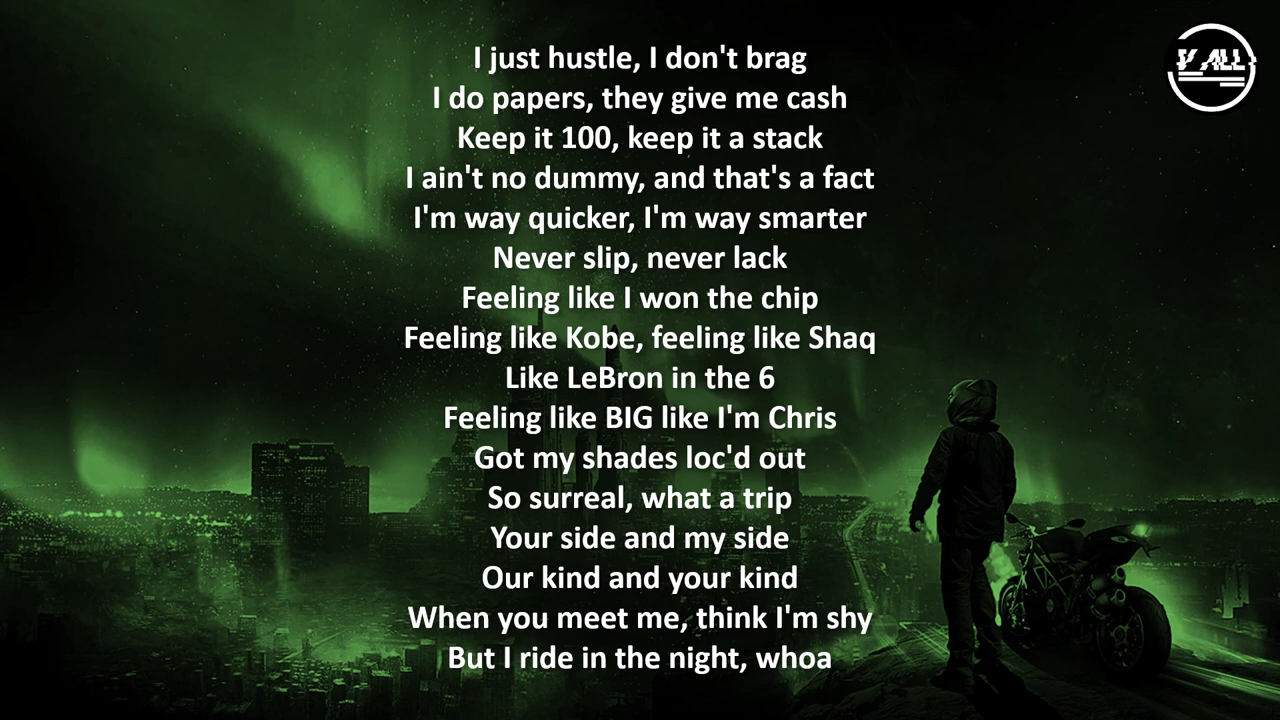 I just hustle, I don't brag
I do papers, they give me cash
Keep it 100, keep it a stack
I ain't no dummy, and that's a fact
I'm way quicker, I'm way smarter
Never slip, never lack
Feeling like I won the chip
Feeling like Kobe, feeling like Shaq
Like LeBron in the 6
Feeling like BIG like I'm Chris
Got my shades loc'd out
So surreal, what a trip
Your side and my side
Our kind and your kind
When you meet me, think I'm shy
But I ride in the night, whoa